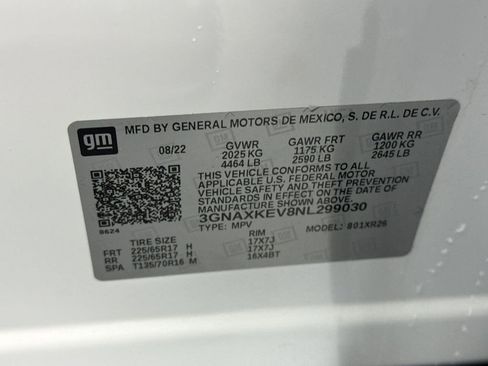 gm
MFD BY GENERAL MOTORS DE MEXICO, S. DE R.L. DE C.V.
08/22 GVWR GAWR FRT GAWR RR
2025 KG 1175 KG 1200 KG
4464 LB 2590 LB 2645 LB
THIS VEHICLE CONFORMS TO ALL
APPLICABLE U.S. FEDERAL MOTOR
VEHICLE SAFETY AND THEFT PREVENTION
STANDARDS IN EFFECT ON THE DATE OF
MANUFACTURE SHOWN ABOVE.
3GNAXKEV8NL299030
8624
TYPE: MPV MODEL: 801XR26
TIRE SIZE RIM
FRT 225/65R17 H 17X7J
RR 225/65R17 H 17X7J
SPA T135/70R16 M 16X4BT